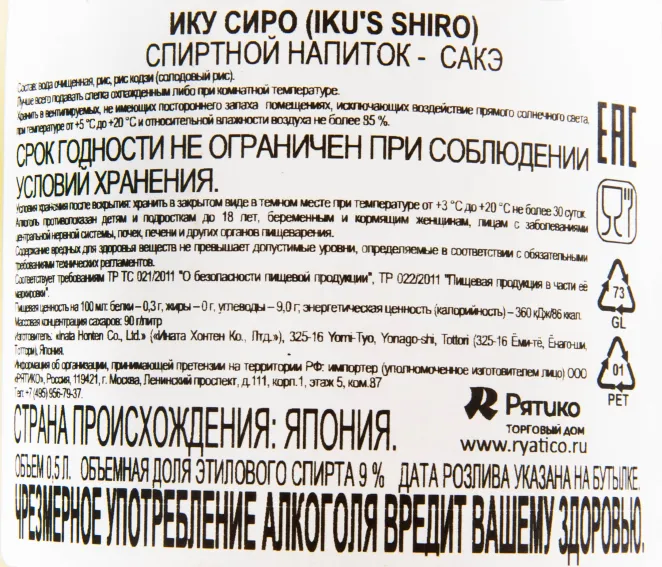 ИКУ СИРО (IKU'S SHIRO)
СПИРТНОЙ НАПИТОК - САКЭ
Состав: вода очищенная, рис, рис кодзи (солодовый рис).
Лучше всего подавать слегка охлажденным либо при комнатной температуре.
Хранить в вентилируемых, не имеющих постороннего запаха помещениях, исключающих воздействие прямого солнечного света,
при температуре от +5 °С до +20 °С и относительной влажности воздуха не более 85 %.
EAC
СРОК ГОДНОСТИ НЕ ОГРАНИЧЕН ПРИ СОБЛЮДЕНИИ
УСЛОВИЙ ХРАНЕНИЯ.
Условия хранения после вскрытия: хранить в закрытом виде в темном месте при температуре от +3 °С до +20 °С не более 30 суток.
Алкоголь противопоказан детям и подросткам до 18 лет, беременным и кормящим женщинам, лицам с заболеваниями
центральной нервной системы, почек, печени и других органов пищеварения.
Содержание вредных для здоровья веществ не превышает допустимые уровни, определяемые в соответствии с обязательными
требованиями технических регламентов.
Соответствует требованиям ТР ТС 021/2011 "О безопасности пищевой продукции", ТР 022/2011 "Пищевая продукция в части её
маркировки".
Пищевая ценность на 100 мл: белки – 0,3 г, жиры – 0 г, углеводы – 9,0 г; энергетическая ценность (калорийность) – 360 кДж/86 ккал.
Массовая концентрация сахаров: 90 г/литр
Изготовитель: «Inata Honten Co., Ltd.» («Ината Хонтен Ко., Лтд.»), 325-16 Yomi-Tyo, Yonago-shi, Tottori (325-16 Ёми-тё, Ёнаго-ши,
Тоттори), Япония.
Информация об организации, принимающей претензии на территории РФ: импортер (уполномоченное изготовителем лицо) ООО
«РЯТИКО», Россия, 119421, г. Москва, Ленинский проспект, д.111, корп.1, этаж 5, ком.87
Тел: +7 (495) 956-79-37.
73
GL
01
PET
Рятико
ТОРГОВЫЙ ДОМ
www.ryatico.ru
СТРАНА ПРОИСХОЖДЕНИЯ: ЯПОНИЯ.
ОБЪЕМ 0,5 Л. ОБЪЕМНАЯ ДОЛЯ ЭТИЛОВОГО СПИРТА 9 % ДАТА РОЗЛИВА УКАЗАНА НА БУТЫЛКЕ.
ЧРЕЗМЕРНОЕ УПОТРЕБЛЕНИЕ АЛКОГОЛЯ ВРЕДИТ ВАШЕМУ ЗДОРОВЬЮ.